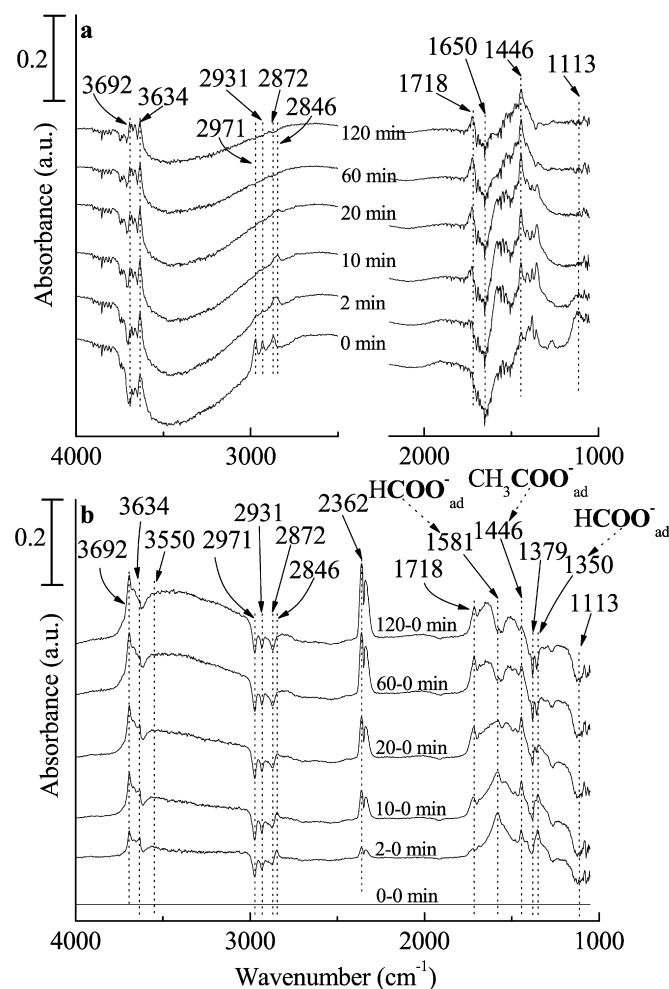 a
0.2
3692
3634
2931
2872
2971
2846
1718
1650
1446
1113
120 min
60 min
20 min
10 min
2 min
0 min
Absorbance (a.u.)
4000
3000
2000
1000
HCOO⁻ad
CH₃COO⁻ad
HCOO⁻ad
b
0.2
3692
3634
3550
2971
2931
2872
2846
2362
1718
1581
1446
1379
1350
1113
120-0 min
60-0 min
20-0 min
10-0 min
2-0 min
0-0 min
Absorbance (a.u.)
4000
3000
2000
1000
Wavenumber (cm⁻¹)